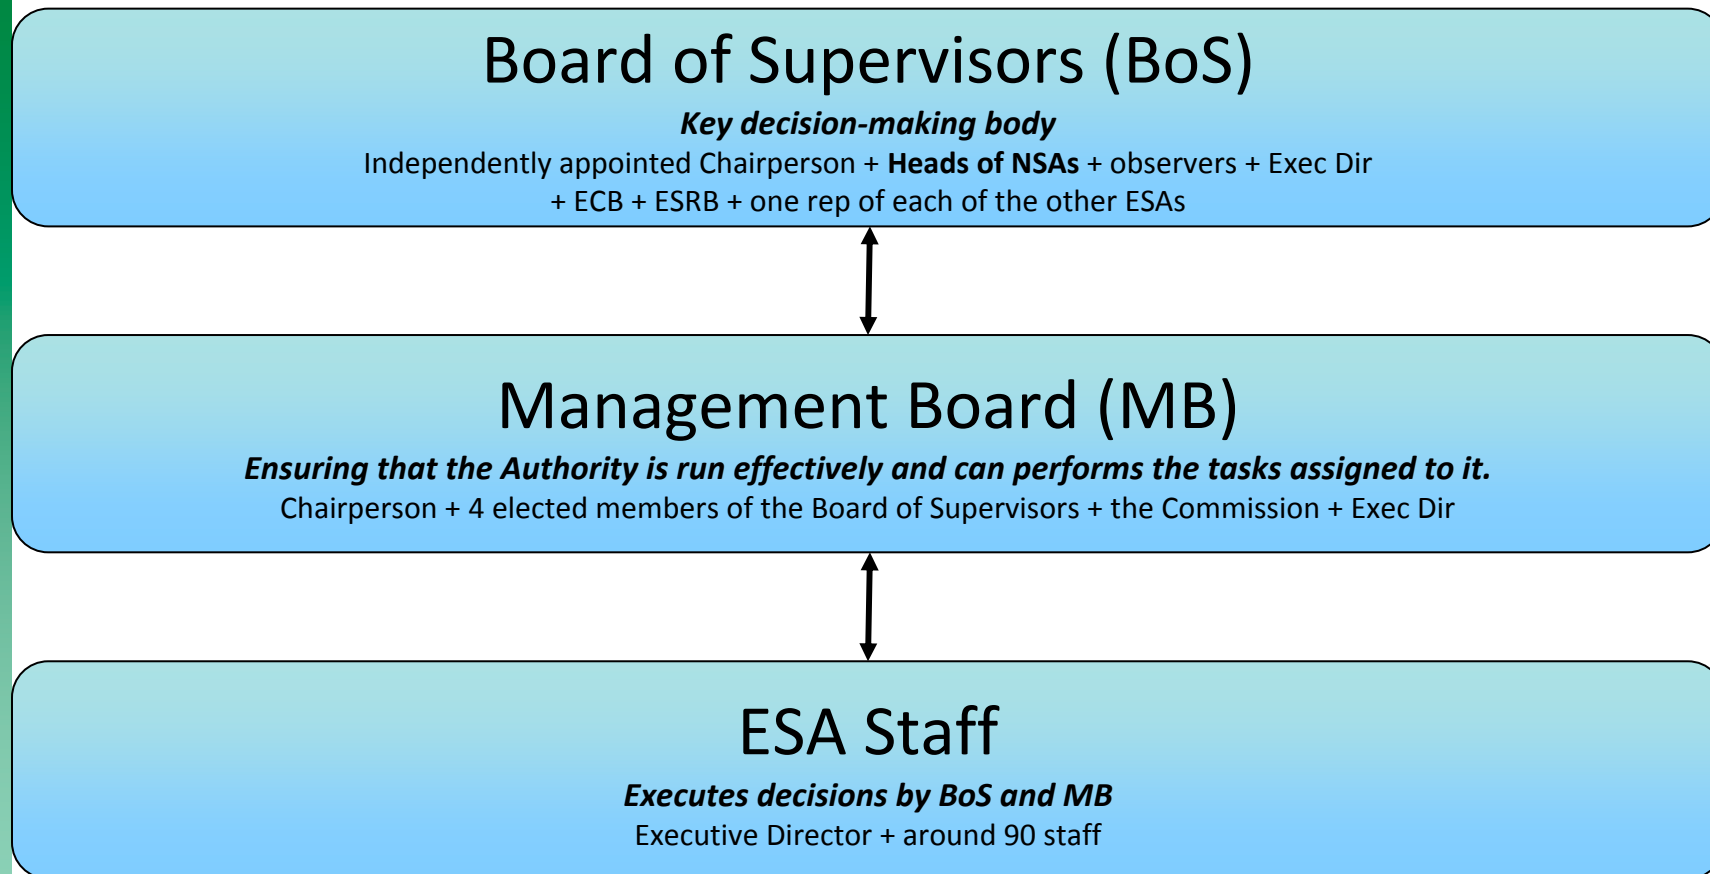 Board of Supervisors (BoS)
Key decision-making body
Independently appointed Chairperson + Heads of NSAs + observers + Exec Dir
+ ECB + ESRB + one rep of each of the other ESAs
Management Board (MB)
Ensuring that the Authority is run effectively and can performs the tasks assigned to it.
Chairperson + 4 elected members of the Board of Supervisors + the Commission + Exec Dir
ESA Staff
Executes decisions by BoS and MB
Executive Director + around 90 staff